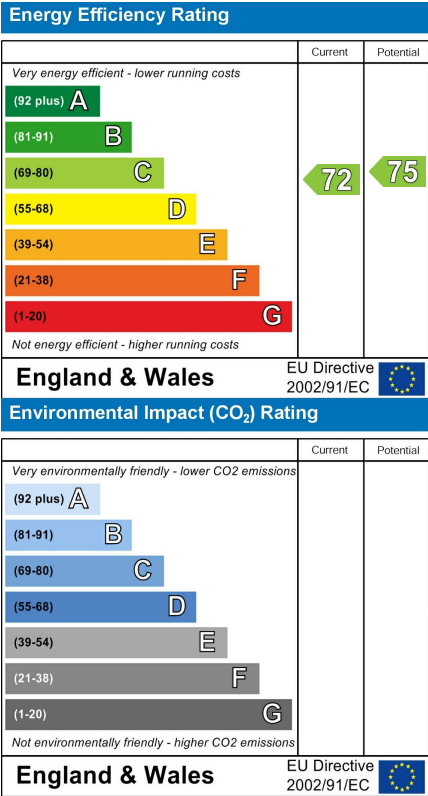 Energy Efficiency Rating
Current Potential
Very energy efficient - lower running costs
(92 plus) A
(81-91) B
(69-80) C
72 75
(55-68) D
(39-54) E
(21-38) F
(1-20) G
Not energy efficient - higher running costs
England & Wales
EU Directive
2002/91/EC
Environmental Impact (CO₂) Rating
Current Potential
Very environmentally friendly - lower CO2 emissions
(92 plus) A
(81-91) B
(69-80) C
(55-68) D
(39-54) E
(21-38) F
(1-20) G
Not environmentally friendly - higher CO2 emissions
England & Wales
EU Directive
2002/91/EC